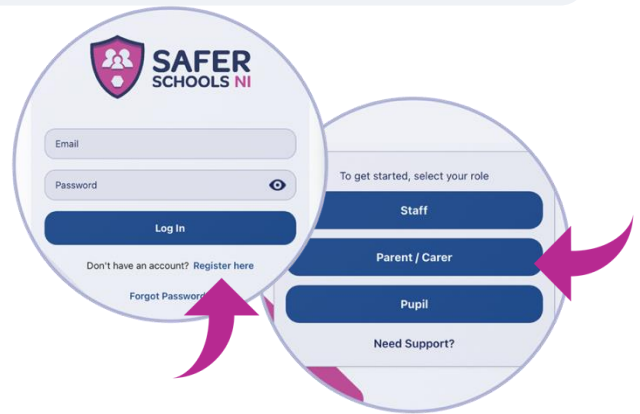 SAFER
SCHOOLS NI
Email
Password
Log In
Don't have an account? Register here
Forgot Password
To get started, select your role
Staff
Parent / Carer
Pupil
Need Support?